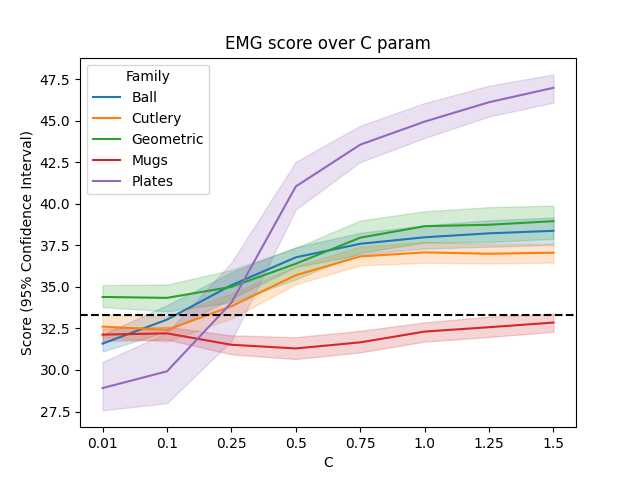 EMG score over C param
Family
Ball
Cutlery
Geometric
Mugs
Plates
Score (95% Confidence Interval)
47.5
45.0
42.5
40.0
37.5
35.0
32.5
30.0
27.5
0.01 0.1 0.25 0.5 0.75 1.0 1.25 1.5
C